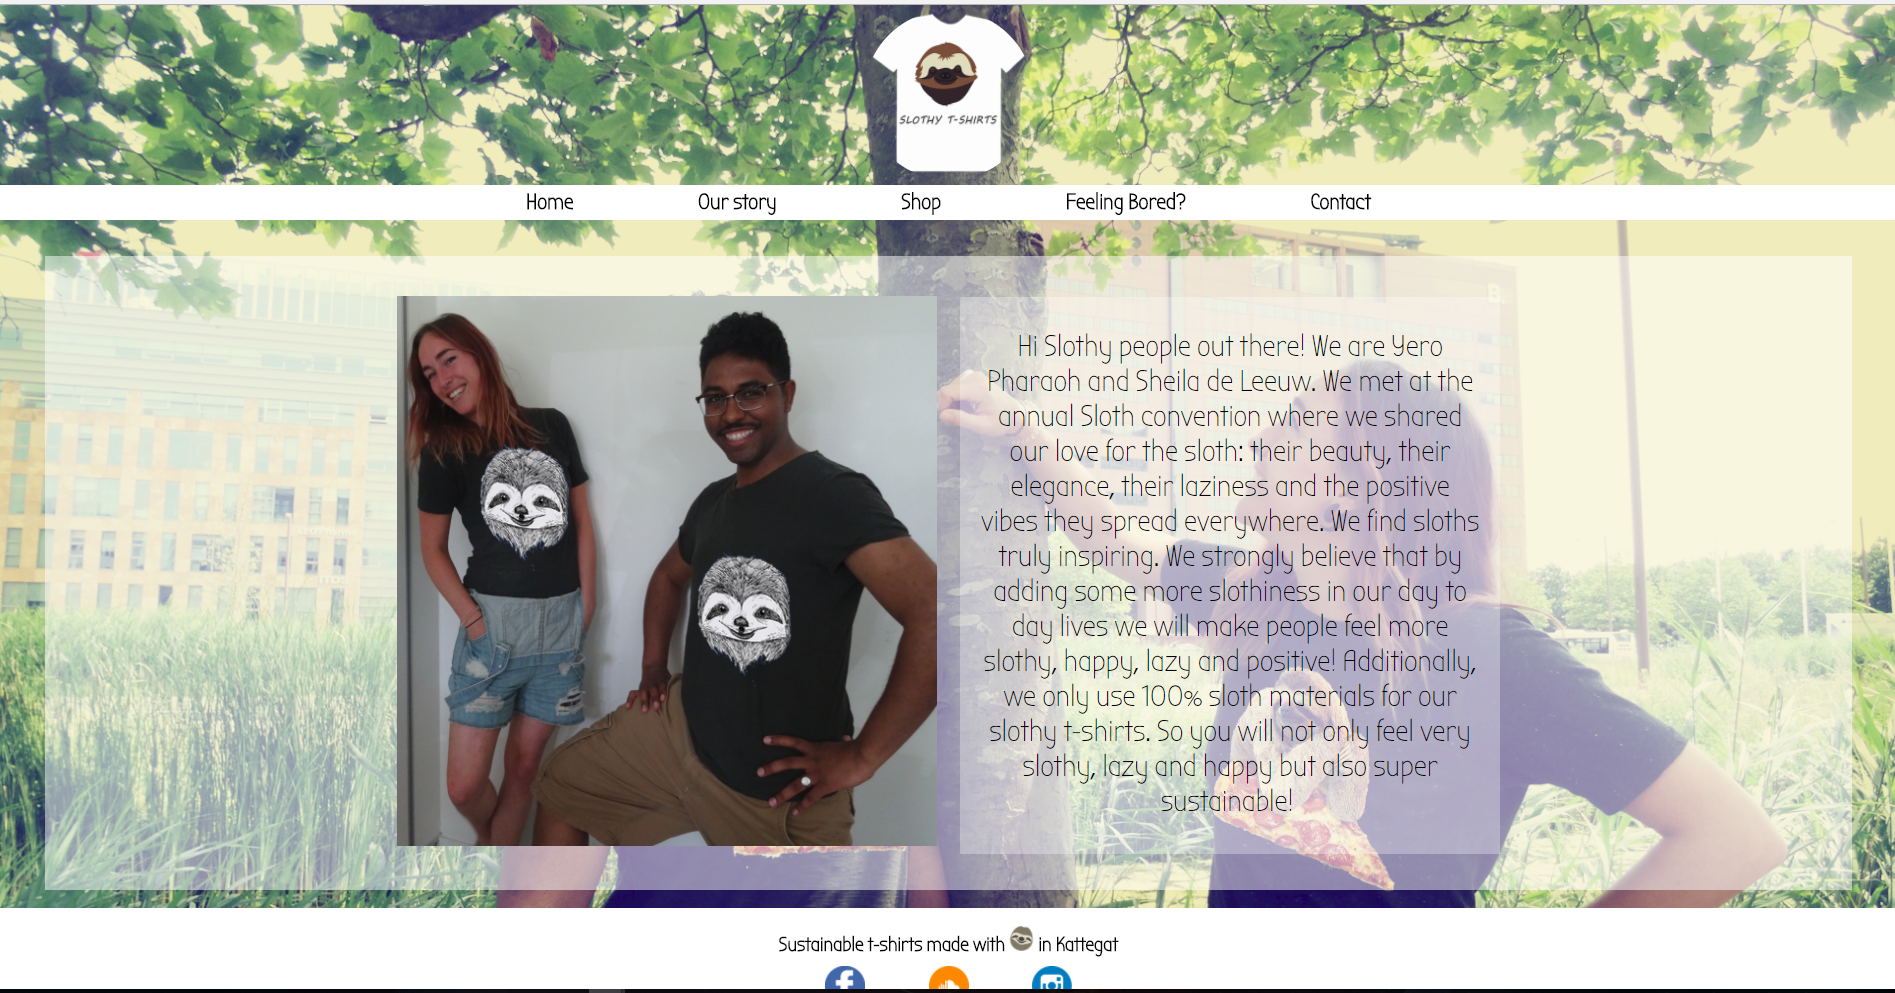 SLOTHY T-SHIRTS
Home Our story Shop Feeling Bored? Contact
Hi Slothy people out there! We are Yero
Pharaoh and Sheila de Leeuw. We met at the
annual Sloth convention where we shared
our love for the sloth: their beauty, their
elegance, their laziness and the positive
vibes they spread everywhere. We find sloths
truly inspiring. We strongly believe that by
adding some more slothiness in our day to
day lives we will make people feel more
slothy, happy, lazy and positive! Additionally,
we only use 100% sloth materials for our
slothy t-shirts. So you will not only feel very
slothy, lazy and happy but also super
sustainable!
Sustainable t-shirts made with in Kattegat